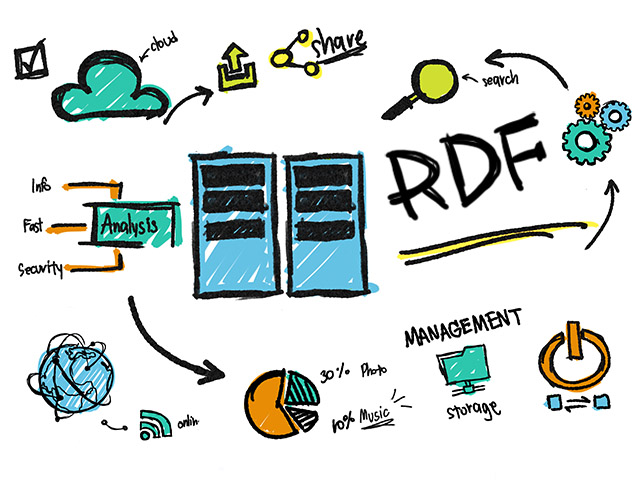 cloud
share
search
RDF
Info
Fast
Security
Analysis
MANAGEMENT
storage
30% Photo
10% Music
onlin